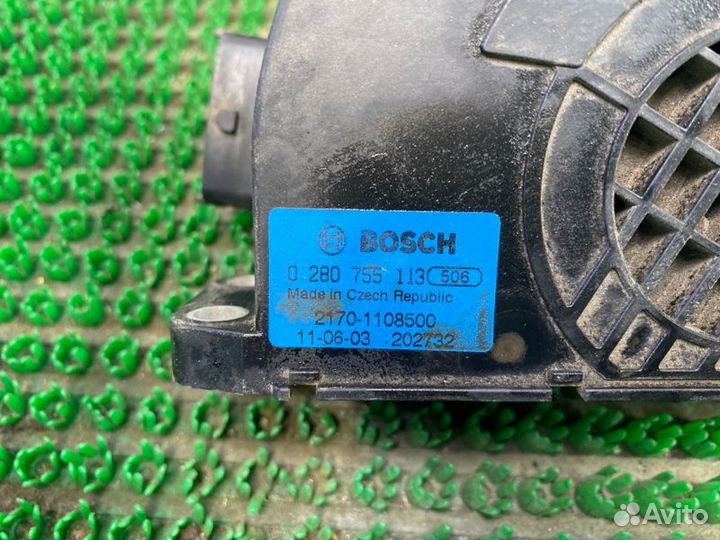 BOSCH
0 280 755 113 506
Made in Czech Republic
2170-1108500
11-06-03 202732
Avito